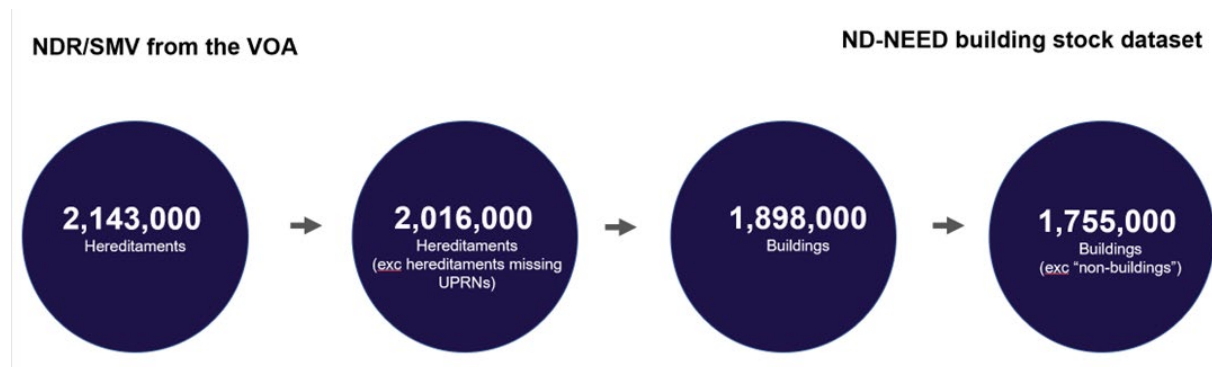 NDR/SMV from the VOA
ND-NEED building stock dataset
2,143,000
Hereditaments
2,016,000
Hereditaments
(exc hereditaments missing
UPRNs)
1,898,000
Buildings
1,755,000
Buildings
(exc “non-buildings”)